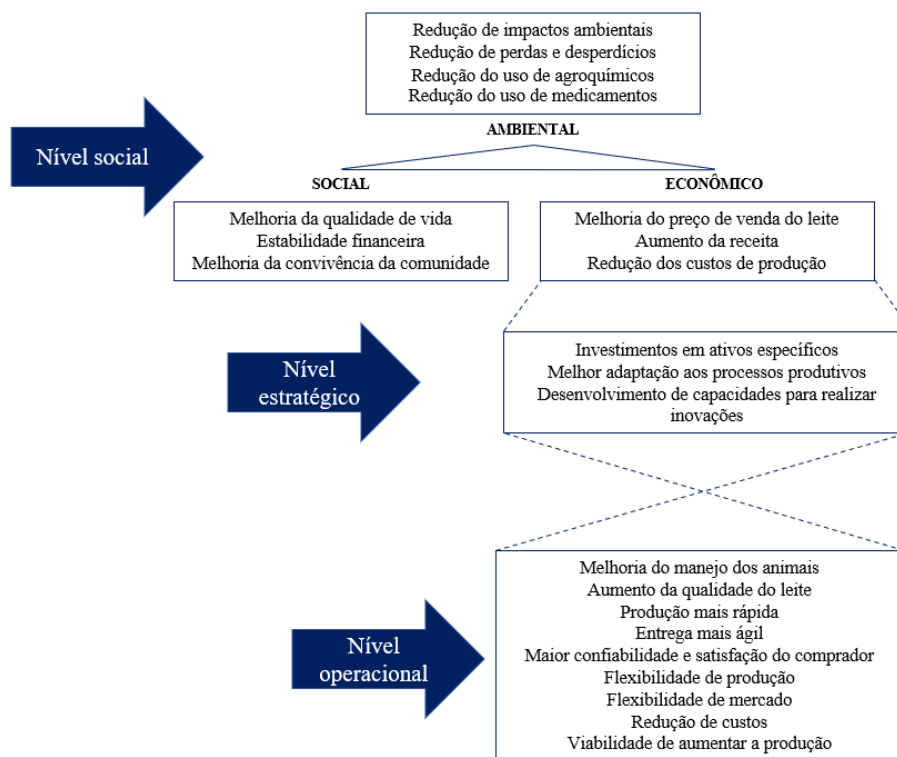 Redução de impactos ambientais
Redução de perdas e desperdícios
Redução do uso de agroquímicos
Redução do uso de medicamentos
AMBIENTAL
Nível social
SOCIAL
Melhoria da qualidade de vida
Estabilidade financeira
Melhoria da convivência da comunidade
ECONÔMICO
Melhoria do preço de venda do leite
Aumento da receita
Redução dos custos de produção
Nível
estratégico
Investimentos em ativos específicos
Melhor adaptação aos processos produtivos
Desenvolvimento de capacidades para realizar
inovações
Nível
operacional
Melhoria do manejo dos animais
Aumento da qualidade do leite
Produção mais rápida
Entrega mais ágil
Maior confiabilidade e satisfação do comprador
Flexibilidade de produção
Flexibilidade de mercado
Redução de custos
Viabilidade de aumentar a produção